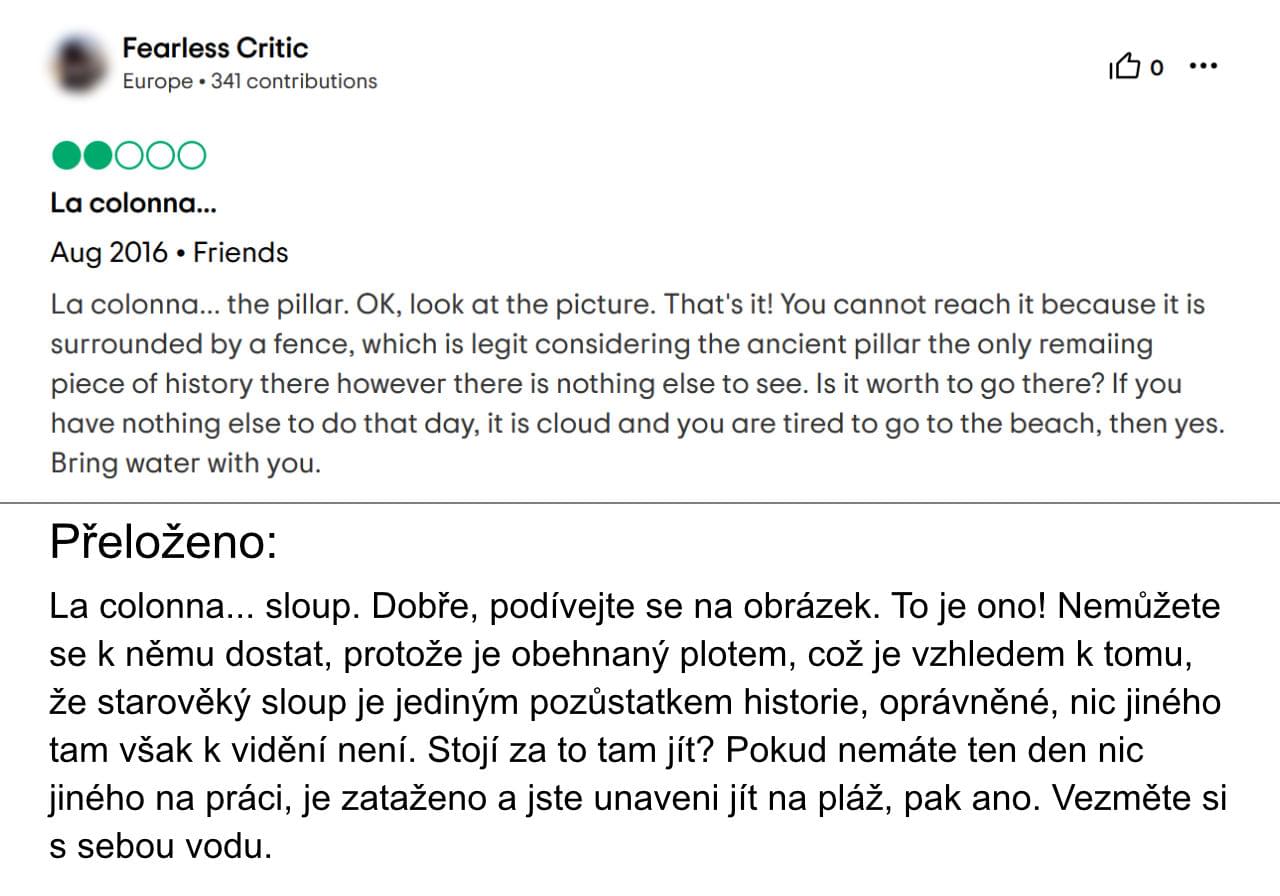 Fearless Critic
Europe • 341 contributions
0
La colonna...
Aug 2016 • Friends
La colonna... the pillar. OK, look at the picture. That's it! You cannot reach it because it is
surrounded by a fence, which is legit considering the ancient pillar the only remaiing
piece of history there however there is nothing else to see. Is it worth to go there? If you
have nothing else to do that day, it is cloud and you are tired to go to the beach, then yes.
Bring water with you.
Přeloženo:
La colonna... sloup. Dobře, podívejte se na obrázek. To je ono! Nemůžete
se k němu dostat, protože je obehnaný plotem, což je vzhledem k tomu,
že starověký sloup je jediným pozůstatkem historie, oprávněné, nic jiného
tam však k vidění není. Stojí za to tam jít? Pokud nemáte ten den nic
jiného na práci, je zataženo a jste unaveni jít na pláž, pak ano. Vezměte si
s sebou vodu.